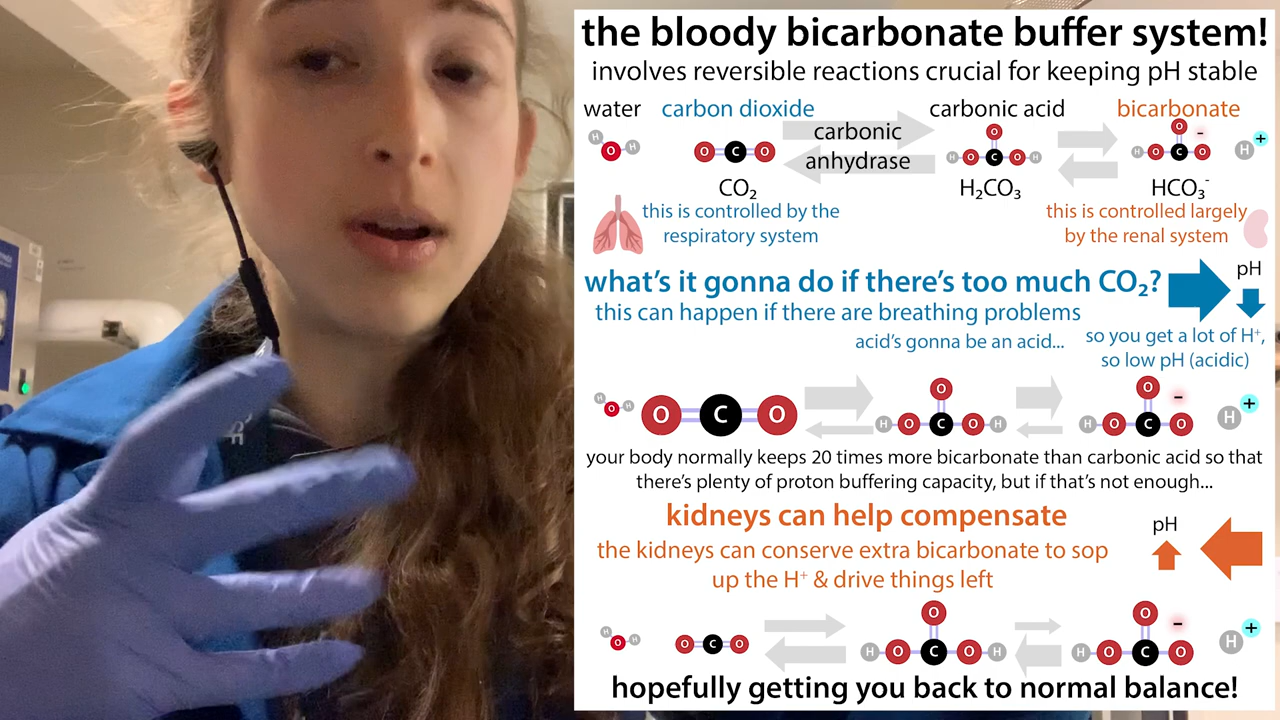 the bloody bicarbonate buffer system!
involves reversible reactions crucial for keeping pH stable
water carbon dioxide carbonic acid bicarbonate
carbonic
anhydrase
H O H O C O H O C O O H H O C O O - H +
CO₂ H₂CO₃ HCO₃⁻
this is controlled by the
respiratory system
this is controlled largely
by the renal system
what's it gonna do if there's too much CO₂? pH
this can happen if there are breathing problems
acid's gonna be an acid...
so you get a lot of H⁺,
so low pH (acidic)
H O H O C O H O C O O H H O C O O - H +
your body normally keeps 20 times more bicarbonate than carbonic acid so that
there's plenty of proton buffering capacity, but if that's not enough...
kidneys can help compensate pH
the kidneys can conserve extra bicarbonate to sop
up the H⁺ & drive things left
H O H O C O H O C O O H H O C O O - H +
hopefully getting you back to normal balance!